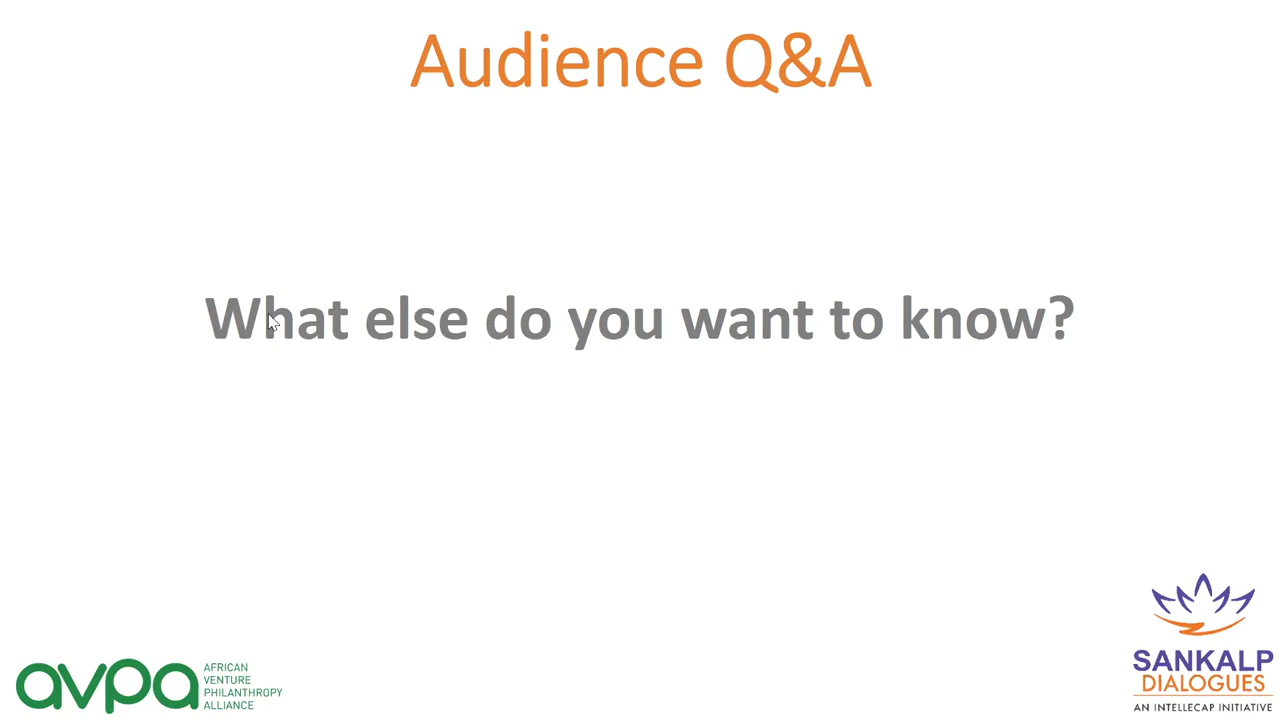 Audience Q&A
What else do you want to know?
avpa
AFRICAN
VENTURE
PHILANTHROPY
ALLIANCE
SANKALP
DIALOGUES
AN INTELLECAP INITIATIVE